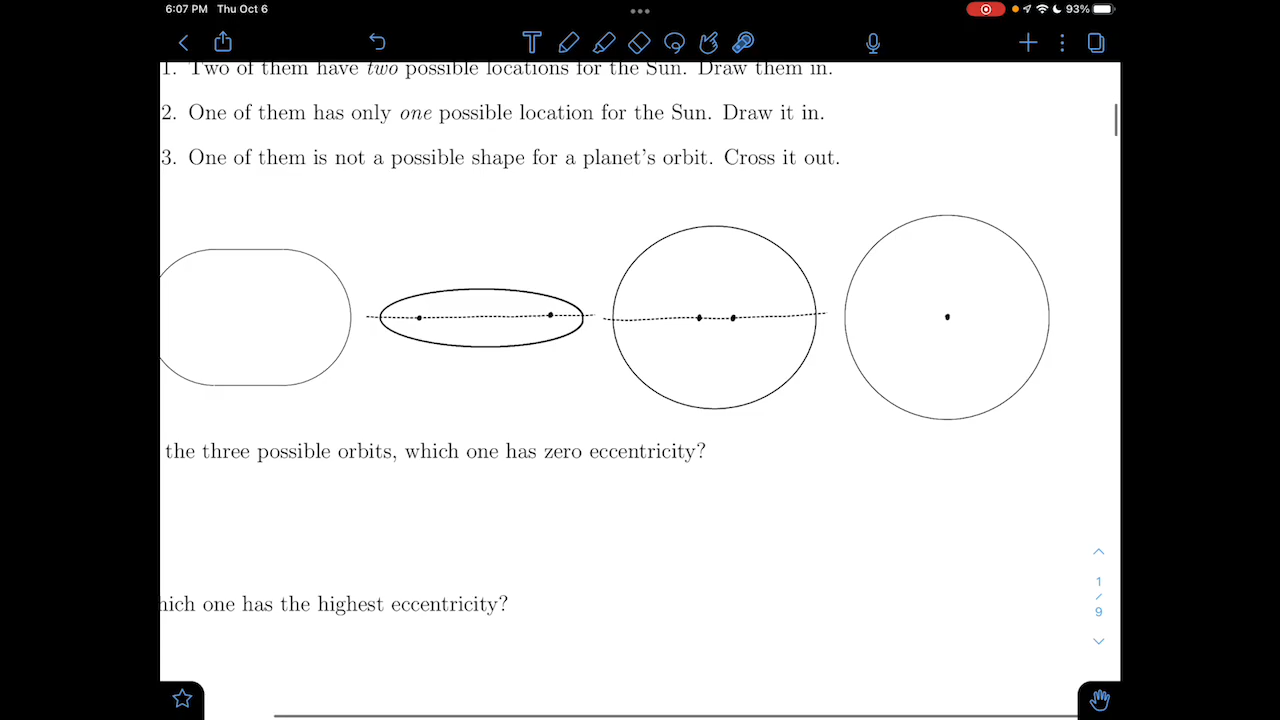 6:07 PM Thu Oct 6
93%
1. Two of them have two possible locations for the Sun. Draw them in.
2. One of them has only one possible location for the Sun. Draw it in.
3. One of them is not a possible shape for a planet's orbit. Cross it out.
the three possible orbits, which one has zero eccentricity?
hich one has the highest eccentricity?
1
/
9